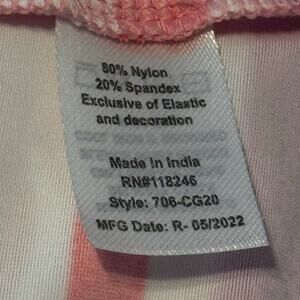 80% Nylon
20% Spandex
Exclusive of Elastic
and decoration
Made in India
RN#118246
Style: 706-CG20
MFG Date: R- 05/2022